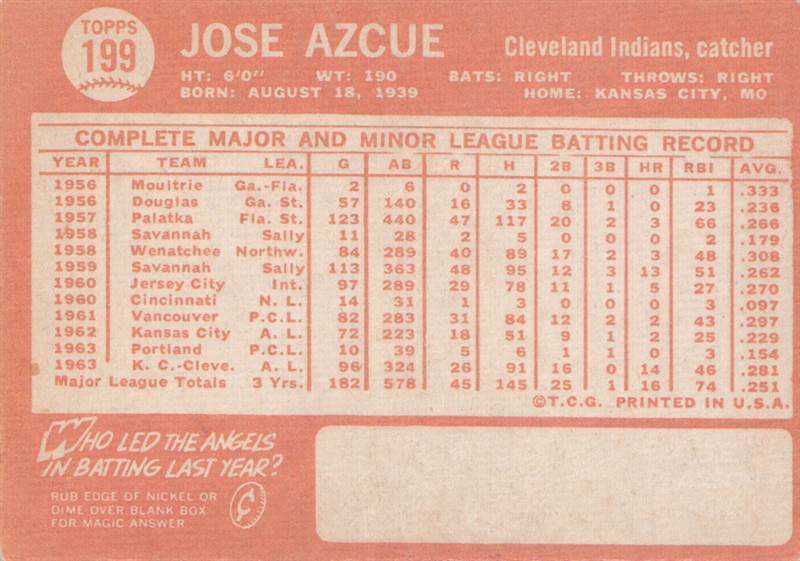 TOPPS
199
JOSE AZCUE
Cleveland Indians, catcher
HT: 6'0" WT: 190 BATS: RIGHT THROWS: RIGHT
BORN: AUGUST 18, 1939 HOME: KANSAS CITY, MO
COMPLETE MAJOR AND MINOR LEAGUE BATTING RECORD
YEAR TEAM LEA. G AB R H 2B 3B HR RBI AVG.
1956 Moultrie Ga.-Fla. 2 6 0 2 0 0 0 1 .333
1956 Douglas Ga. St. 57 140 16 33 8 1 0 23 .236
1957 Palatka Fla. St. 123 440 47 117 20 2 3 66 .266
1958 Savannah Sally 11 28 2 5 0 0 0 2 .179
1958 Wenatchee Northw. 84 289 40 89 17 2 3 48 .308
1959 Savannah Sally 113 363 48 95 12 3 13 51 .262
1960 Jersey City Int. 97 289 29 78 11 1 5 27 .270
1960 Cincinnati N. L. 14 31 1 3 0 0 0 3 .097
1961 Vancouver P.C.L. 82 283 31 84 12 2 2 43 .297
1962 Kansas City A. L. 72 223 18 51 9 1 2 25 .229
1963 Portland P.C.L. 10 39 5 6 1 1 0 3 .154
1963 K. C.-Cleve. A. L. 96 324 26 91 16 0 14 46 .281
Major League Totals 3 Yrs. 182 578 45 145 25 1 16 74 .251
©T.C.G. PRINTED IN U.S.A.
WHO LED THE ANGELS
IN BATTING LAST YEAR?
RUB EDGE OF NICKEL OR
DIME OVER BLANK BOX
FOR MAGIC ANSWER